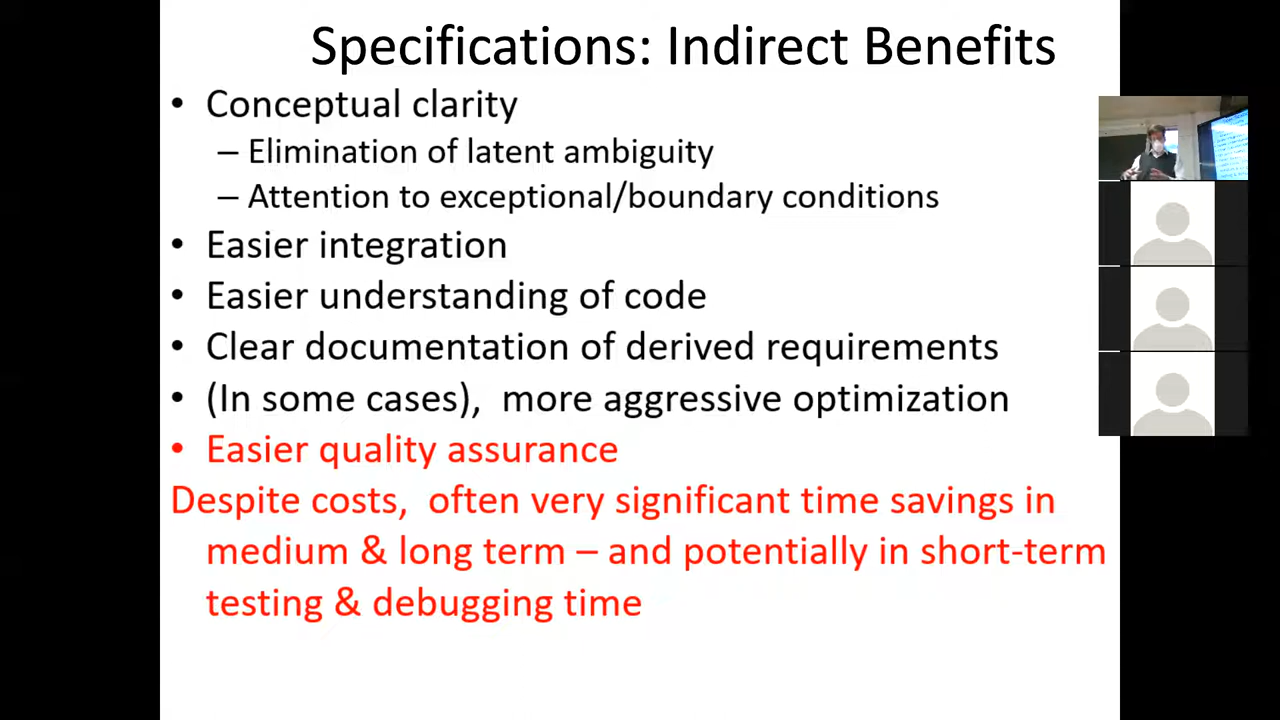 Specifications: Indirect Benefits
• Conceptual clarity
– Elimination of latent ambiguity
– Attention to exceptional/boundary conditions
• Easier integration
• Easier understanding of code
• Clear documentation of derived requirements
• (In some cases),  more aggressive optimization
• Easier quality assurance
Despite costs,  often very significant time savings in
medium & long term – and potentially in short-term
testing & debugging time